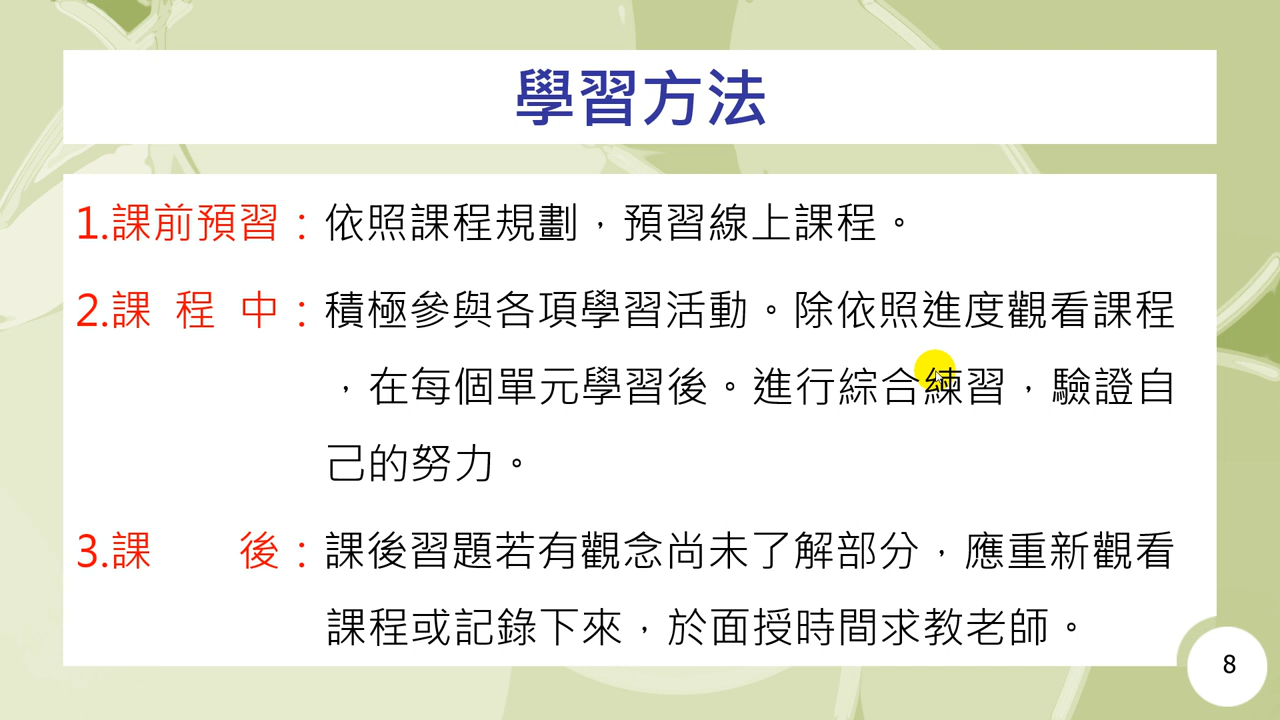 學習方法
1.課前預習：依照課程規劃，預習線上課程。
2.課 程 中：積極參與各項學習活動。除依照進度觀看課程
，在每個單元學習後。進行綜合練習，驗證自
己的努力。
3.課 後：課後習題若有觀念尚未了解部分，應重新觀看
課程或記錄下來，於面授時間求教老師。
8